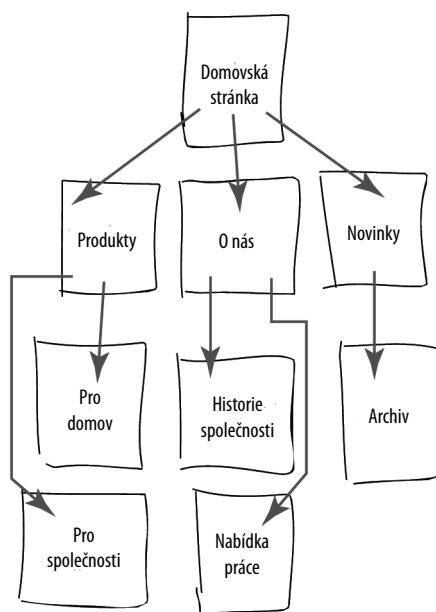 Domovská
stránka
Produkty
O nás
Novinky
Pro
domov
Historie
společnosti
Archiv
Pro
společnosti
Nabídka
práce